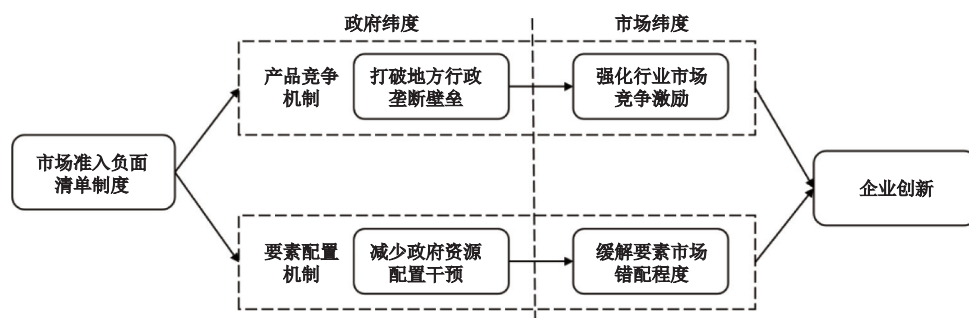 政府纬度
市场纬度
产品竞争
机制
打破地方行政
垄断壁垒
强化行业市场
竞争激励
市场准入负面
清单制度
企业创新
要素配置
机制
减少政府资源
配置干预
缓解要素市场
错配程度